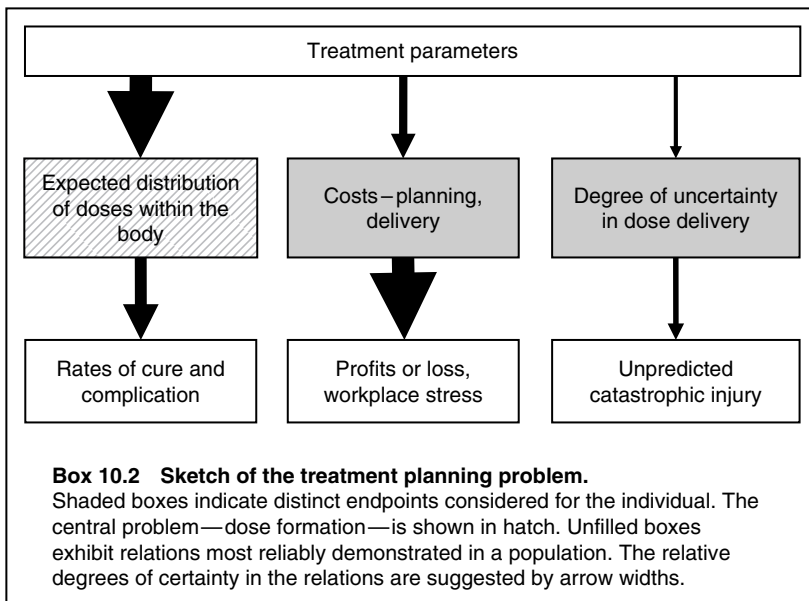 Treatment parameters
Expected distribution
of doses within the
body
Costs–planning,
delivery
Degree of uncertainty
in dose delivery
Rates of cure and
complication
Profits or loss,
workplace stress
Unpredicted
catastrophic injury
Box 10.2 Sketch of the treatment planning problem.
Shaded boxes indicate distinct endpoints considered for the individual. The
central problem—dose formation—is shown in hatch. Unfilled boxes
exhibit relations most reliably demonstrated in a population. The relative
degrees of certainty in the relations are suggested by arrow widths.